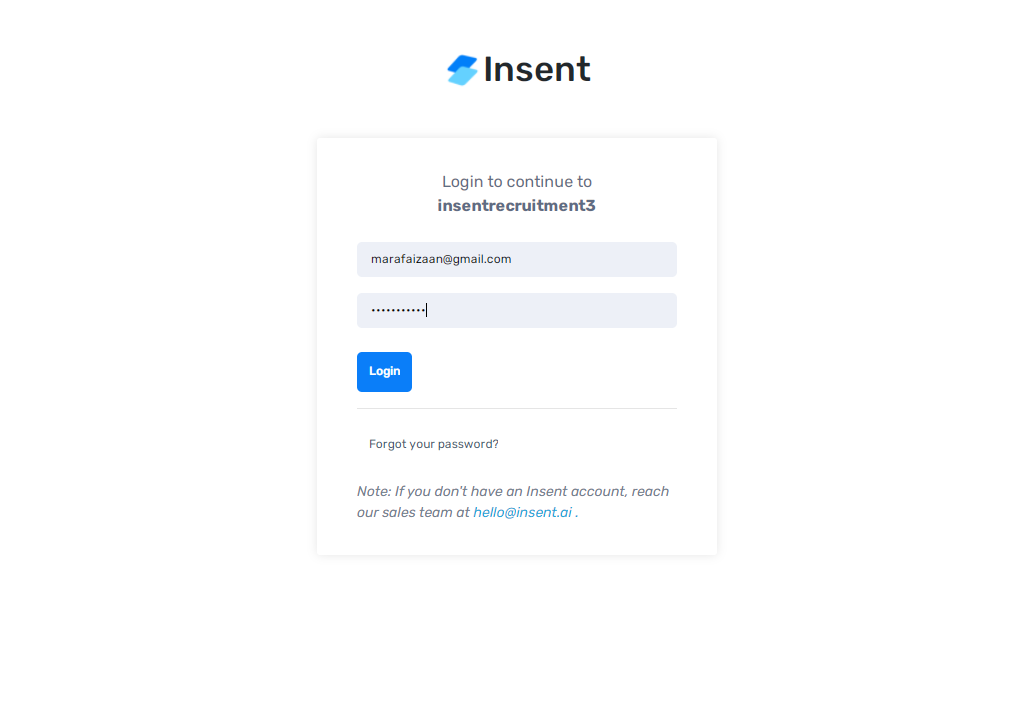 Insent
Login to continue to
insentrecruitment3
marafaizaan@gmail.com
•••••••••••
Login
Forgot your password?
Note: If you don't have an Insent account, reach
our sales team at hello@insent.ai .